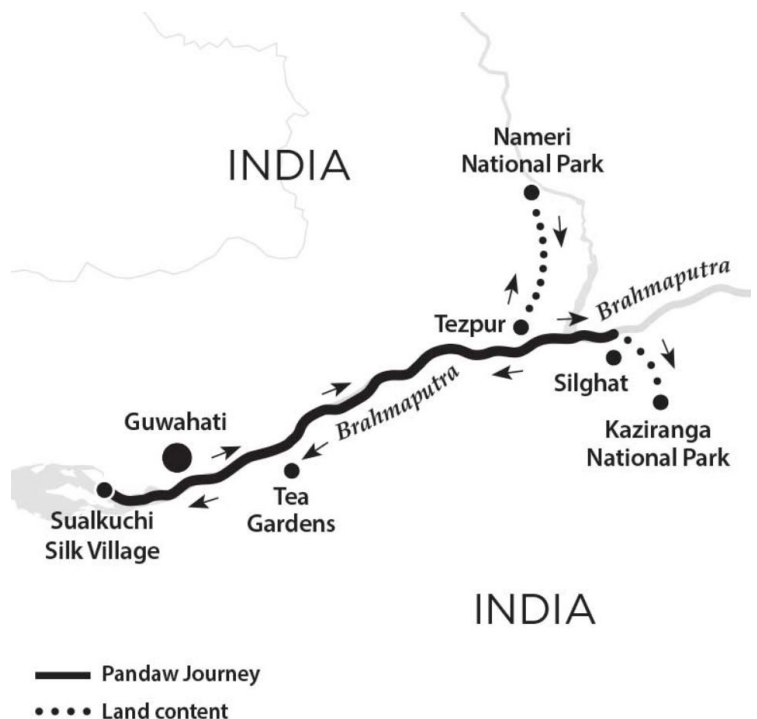 Nameri
National Park
INDIA
Brahmaputra
Tezpur
Silghat
Brahmaputra
Guwahati
Kaziranga
National Park
Tea
Gardens
Sualkuchi
Silk Village
INDIA
Pandaw Journey
Land content